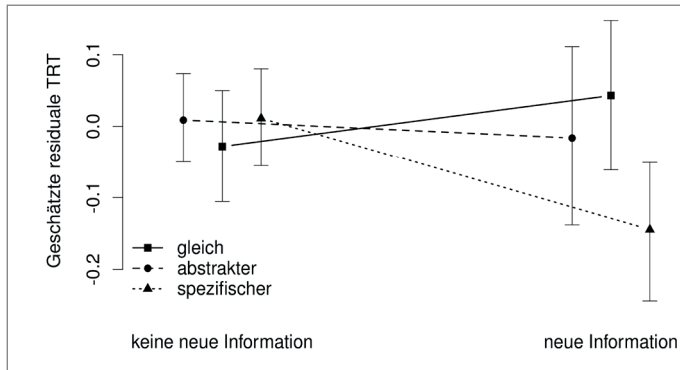 Geschätzte residuale TRT
0.1
0.0
-0.1
-0.2
gleich
abstrakter
spezifischer
keine neue Information
neue Information